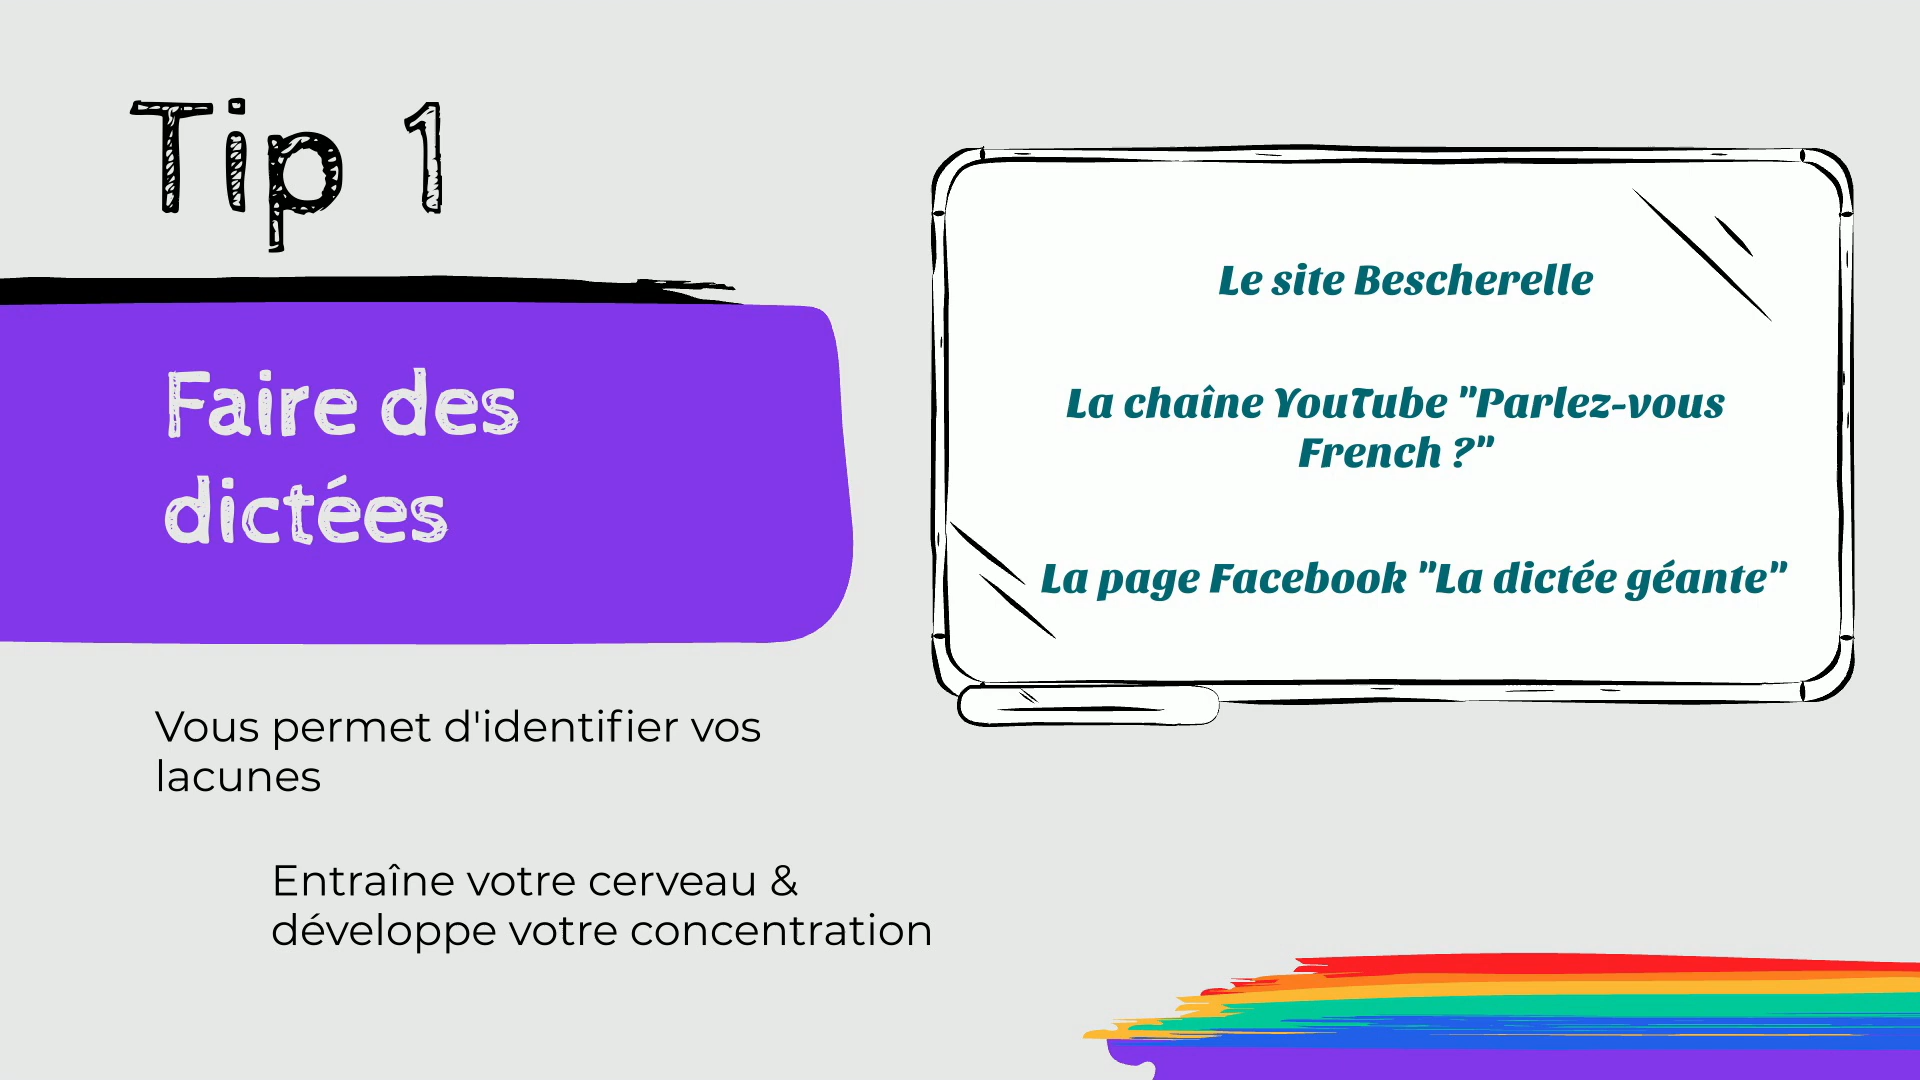 Tip 1
Faire des
dictées
Vous permet d'identifier vos
lacunes
Entraîne votre cerveau &
développe votre concentration
Le site Bescherelle
La chaîne YouTube "Parlez-vous
French ?"
La page Facebook "La dictée géante"